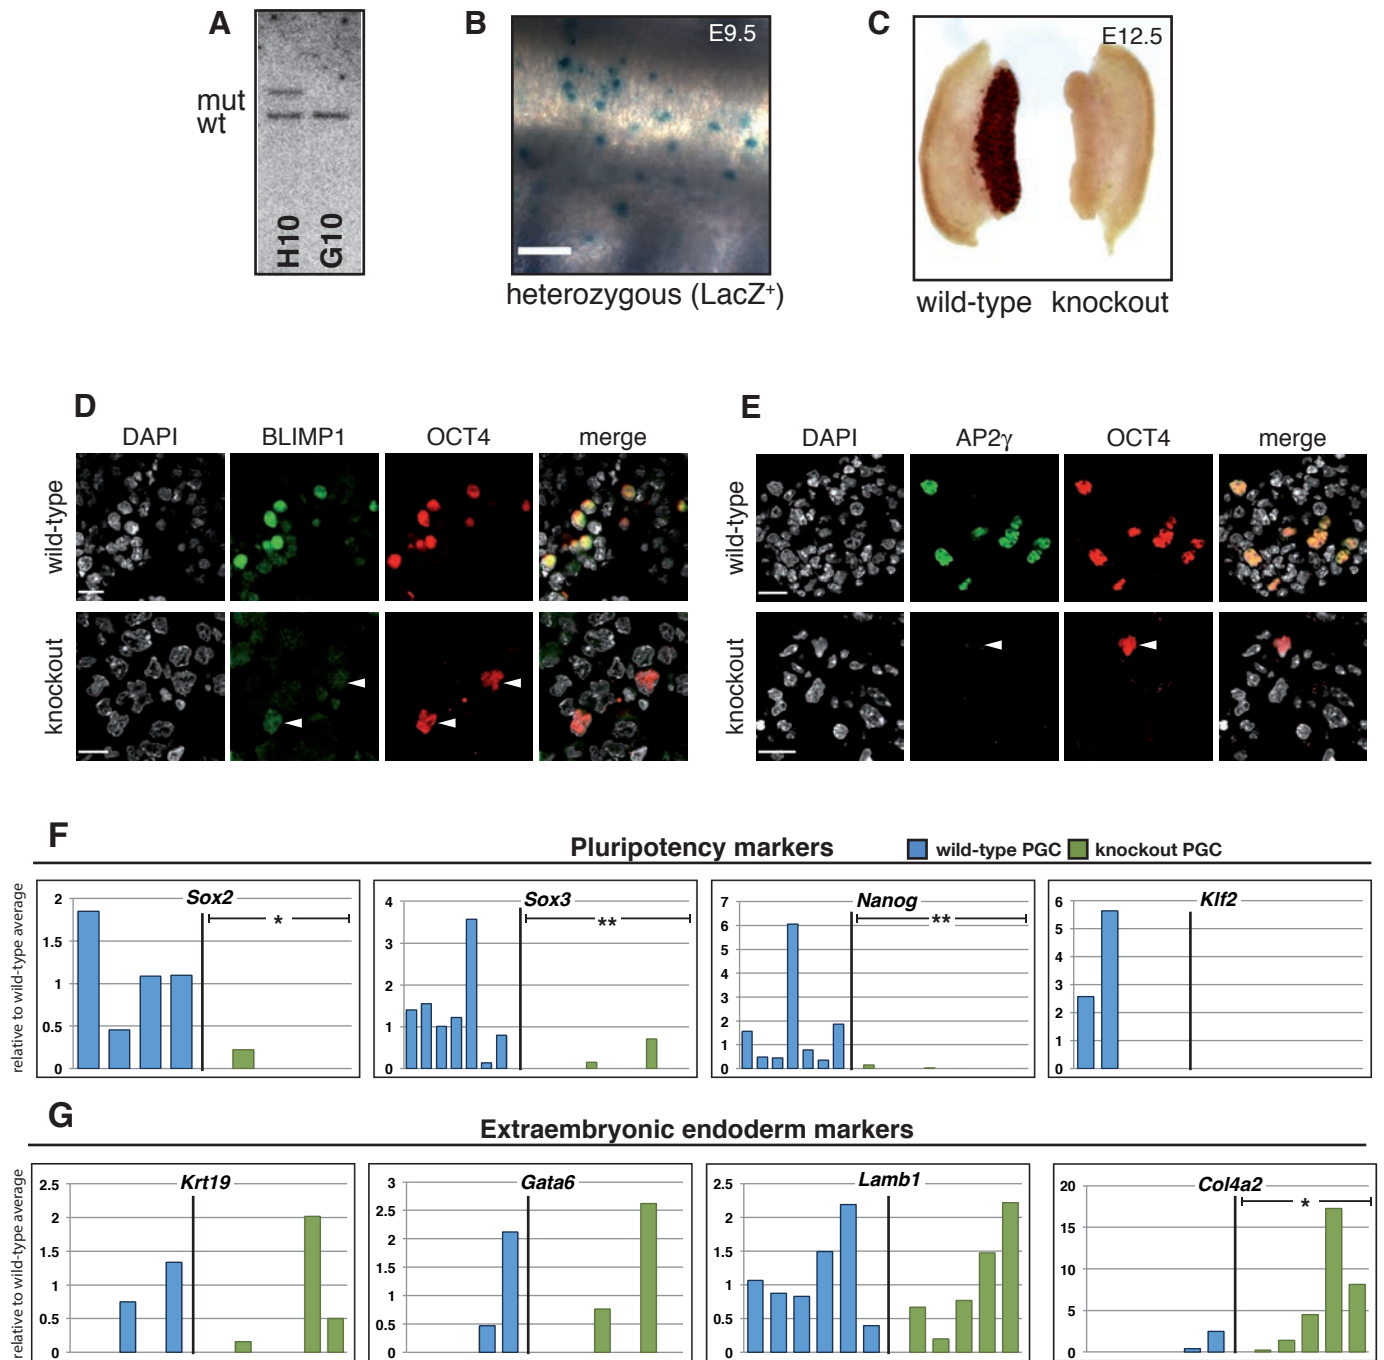 A
mut
wt
H10
G10
B
E9.5
heterozygous (LacZ+)
C
E12.5
wild-type knockout
D
DAPI BLIMP1 OCT4 merge
wild-type
knockout
E
DAPI AP2γ OCT4 merge
wild-type
knockout
F
Pluripotency markers
wild-type PGC knockout PGC
relative to wild-type average
Sox2
*
2
1.5
1
0.5
0
Sox3
**
4
3
2
1
0
Nanog
**
7
6
5
4
3
2
1
0
Klf2
6
5
4
3
2
1
0
G
Extraembryonic endoderm markers
relative to wild-type average
Krt19
2.5
2
1.5
1
0.5
0
Gata6
3
2.5
2
1.5
1
0.5
0
Lamb1
2.5
2
1.5
1
0.5
0
Col4a2
*
20
15
10
5
0